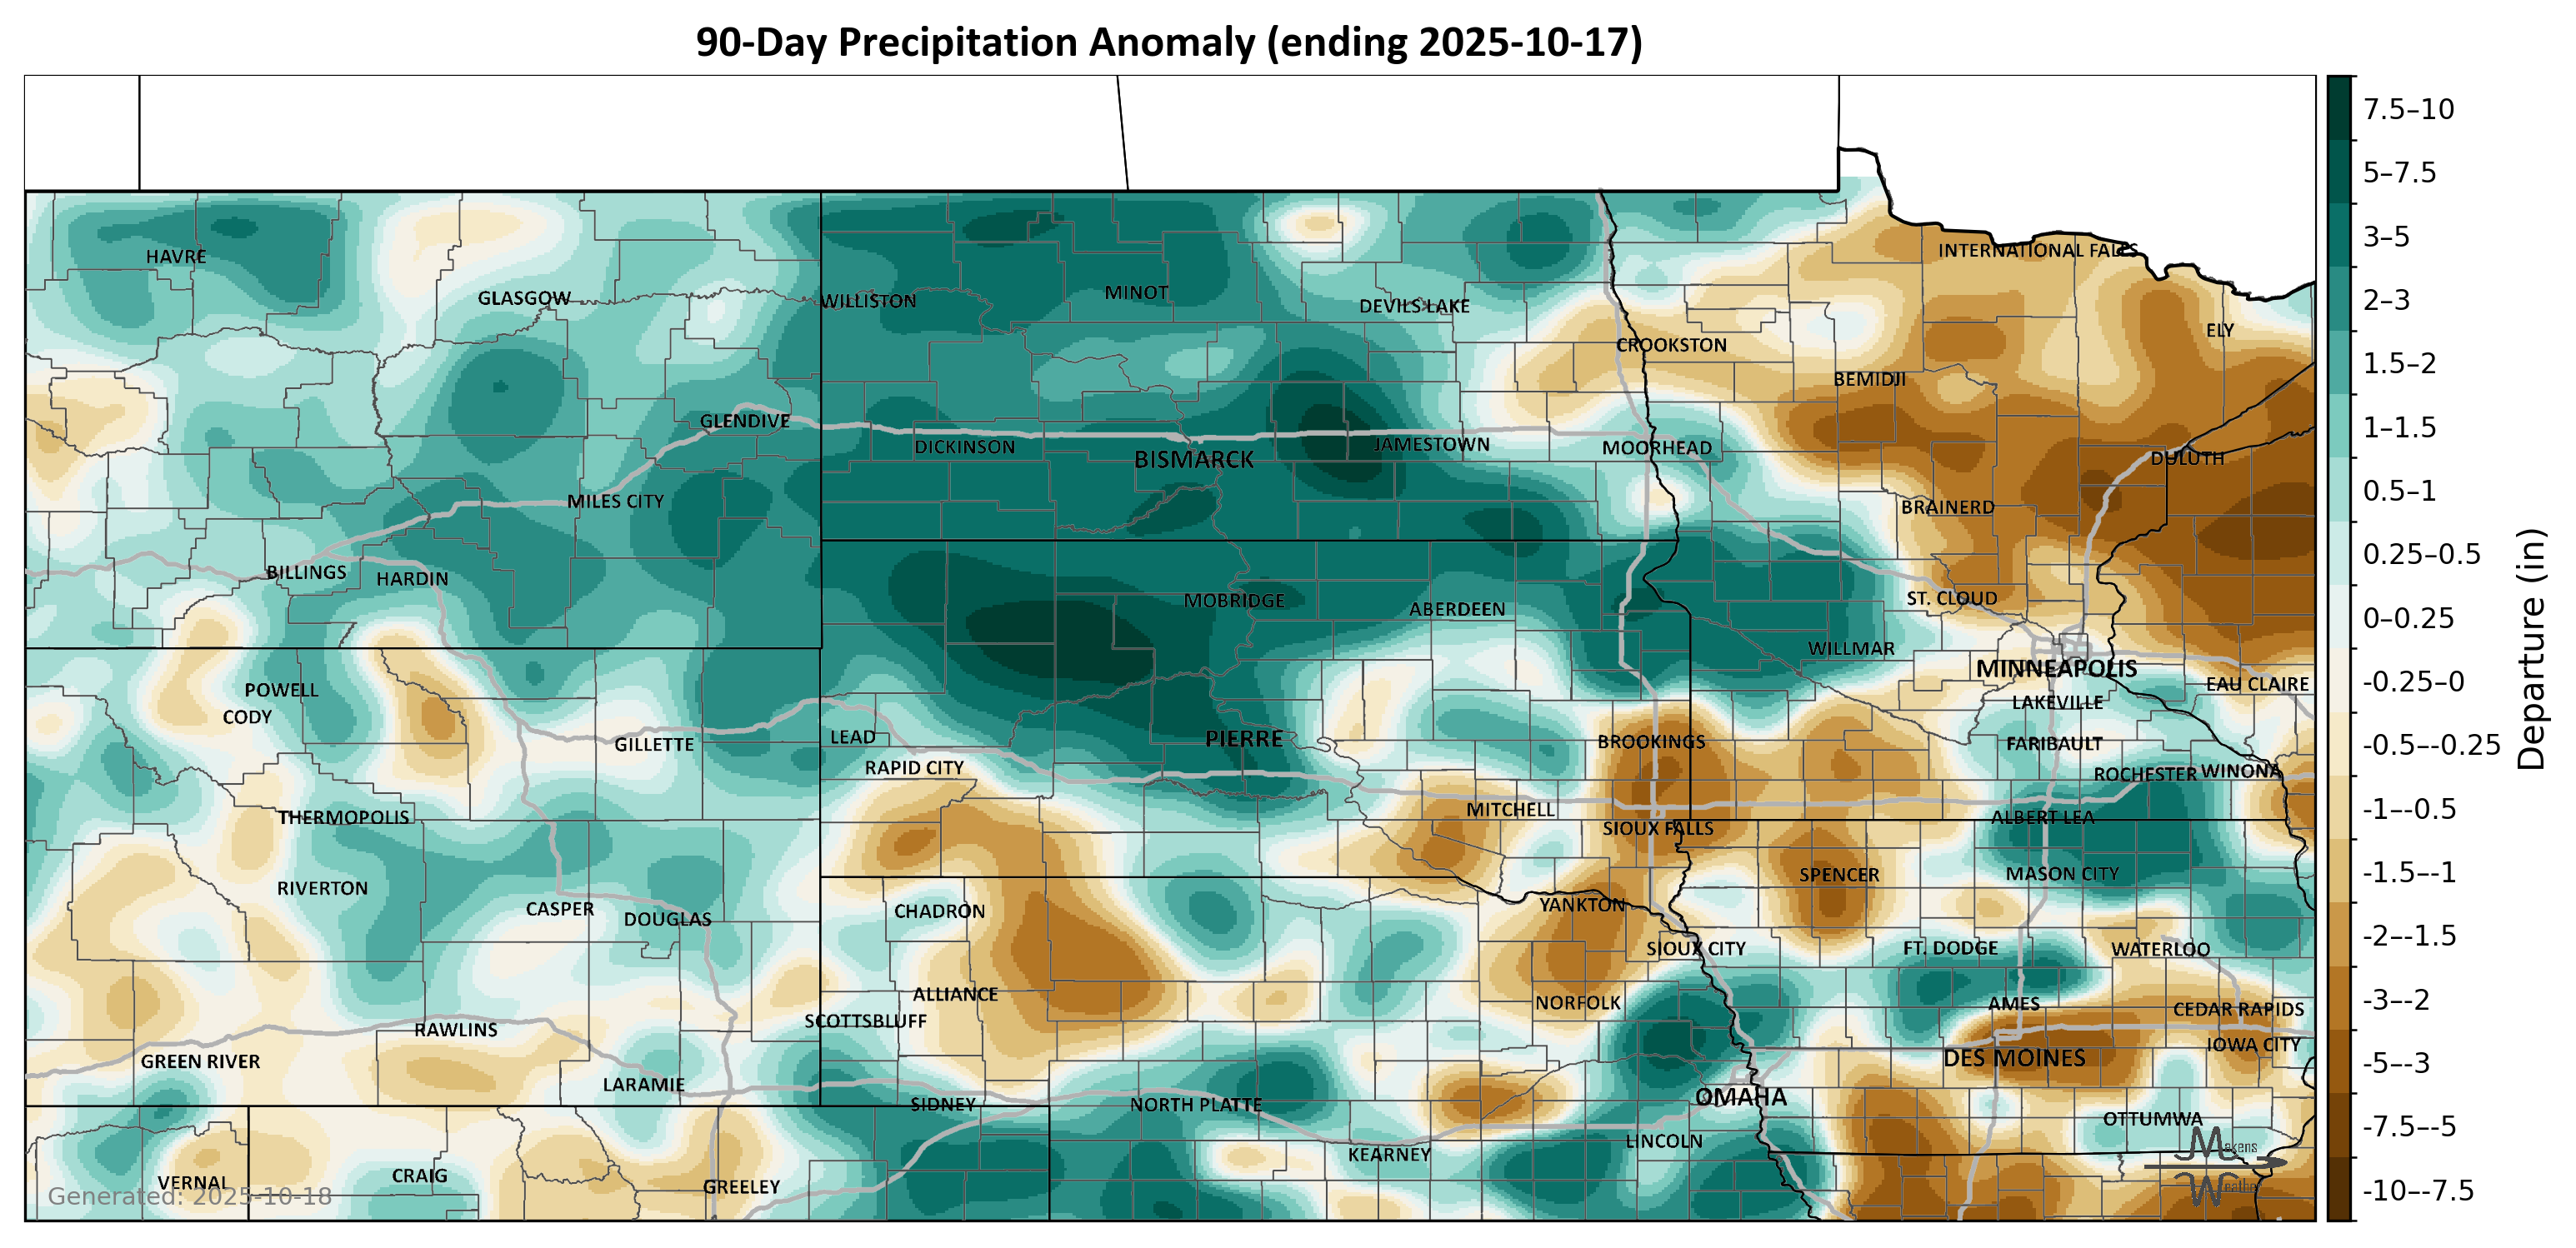 90-Day Precipitation Anomaly (ending 2025-10-17)
7.5–10
5–7.5
3–5
2–3
1.5–2
1–1.5
0.5–1
0.25–0.5
0–0.25
-0.25–0
-0.5–-0.25
-1–-0.5
-1.5–-1
-2–-1.5
-3–-2
-5–-3
-7.5–-5
-10–-7.5
Departure (in)
HAVRE
INTERNATIONAL FALLS
GLASGOW
WILLISTON
MINOT
DEVILS LAKE
ELY
CROOKSTON
BEMIDJI
GLENDIVE
DICKINSON
BISMARCK
JAMESTOWN
MOORHEAD
DULUTH
MILES CITY
BRAINERD
BILLINGS
HARDIN
MOBRIDGE
ABERDEEN
ST. CLOUD
WILLMAR
MINNEAPOLIS
POWELL
EAU CLAIRE
CODY
LAKEVILLE
GILLETTE
LEAD
PIERRE
BROOKINGS
FARIBAULT
RAPID CITY
ROCHESTER
WINONA
THERMOPOLIS
MITCHELL
SIOUX FALLS
ALBERT LEA
RIVERTON
SPENCER
MASON CITY
CASPER
DOUGLAS
CHADRON
YANKTON
SIOUX CITY
FT. DODGE
WATERLOO
ALLIANCE
NORFOLK
AMES
CEDAR RAPIDS
SCOTTSBLUFF
RAWLINS
GREEN RIVER
DES MOINES
IOWA CITY
LARAMIE
SIDNEY
NORTH PLATTE
OMAHA
OTTUMWA
LINCOLN
KEARNEY
VERNAL
CRAIG
GREELEY
Generated: 2025-10-18
Makens
Weather